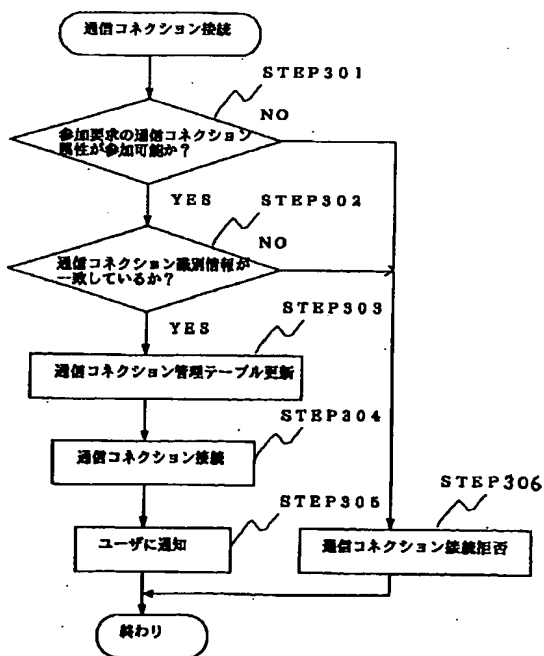 通信コネクション接続
STEP301
NO
参加要求の通信コネクション
属性が参加可能か？
YES
STEP302
NO
通信コネクション識別情報が
一致しているか？
YES
STEP303
通信コネクション管理テーブル更新
STEP304
通信コネクション接続
STEP305
STEP306
ユーザに通知
通信コネクション接続拒否
終わり